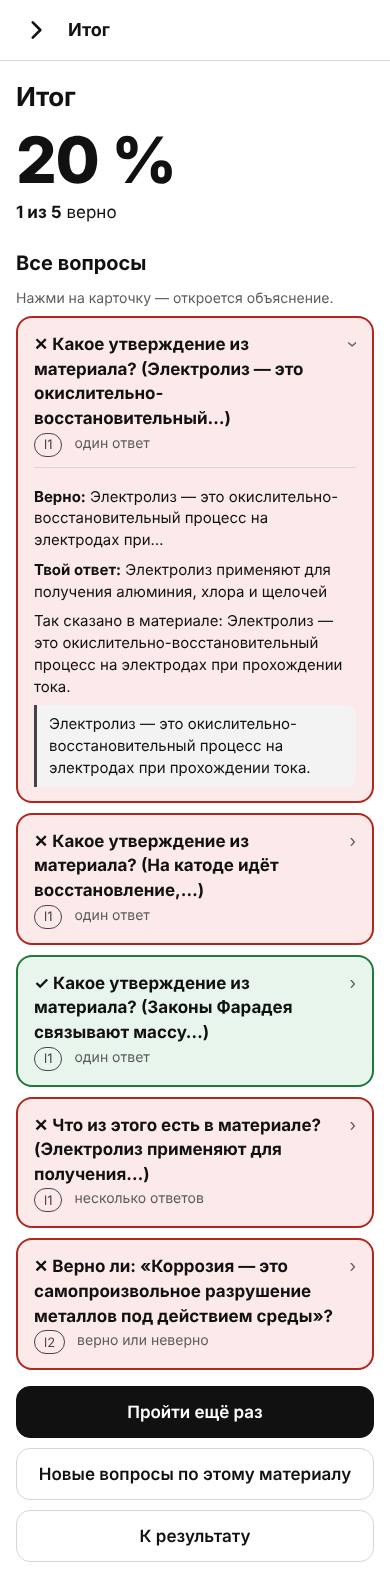 Итог
Итог
20 %
1 из 5 верно
Все вопросы
Нажми на карточку — откроется объяснение.
✕ Какое утверждение из
материала? (Электролиз — это
окислительно-
восстановительный…)
I1 один ответ
Верно: Электролиз — это окислительно-
восстановительный процесс на
электродах при…
Твой ответ: Электролиз применяют для
получения алюминия, хлора и щелочей
Так сказано в материале: Электролиз —
это окислительно-восстановительный
процесс на электродах при прохождении
тока.
Электролиз — это окислительно-
восстановительный процесс на
электродах при прохождении тока.
✕ Какое утверждение из
материала? (На катоде идёт
восстановление,…)
I1 один ответ
✓ Какое утверждение из
материала? (Законы Фарадея
связывают массу…)
I1 один ответ
✕ Что из этого есть в материале?
(Электролиз применяют для
получения…)
I1 несколько ответов
✕ Верно ли: «Коррозия — это
самопроизвольное разрушение
металлов под действием среды»?
I2 верно или неверно
Пройти ещё раз
Новые вопросы по этому материалу
К результату